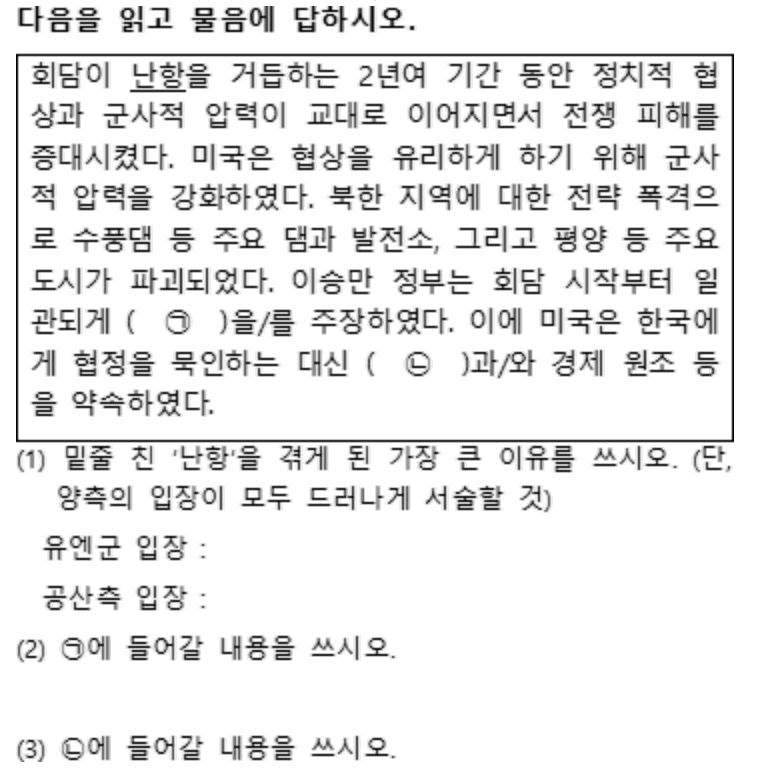 다음을 읽고 물음에 답하시오.
회담이 난항을 거듭하는 2년여 기간 동안 정치적 협
상과 군사적 압력이 교대로 이어지면서 전쟁 피해를
증대시켰다. 미국은 협상을 유리하게 하기 위해 군사
적 압력을 강화하였다. 북한 지역에 대한 전략 폭격으
로 수풍댐 등 주요 댐과 발전소, 그리고 평양 등 주요
도시가 파괴되었다. 이승만 정부는 회담 시작부터 일
관되게 ( ㉠ )을/를 주장하였다. 이에 미국은 한국에
게 협정을 묵인하는 대신 ( ㉡ )과/와 경제 원조 등
을 약속하였다.
(1) 밑줄 친 '난항'을 겪게 된 가장 큰 이유를 쓰시오. (단,
양측의 입장이 모두 드러나게 서술할 것)
유엔군 입장 :
공산측 입장 :
(2) ㉠에 들어갈 내용을 쓰시오.
(3) ㉡에 들어갈 내용을 쓰시오.